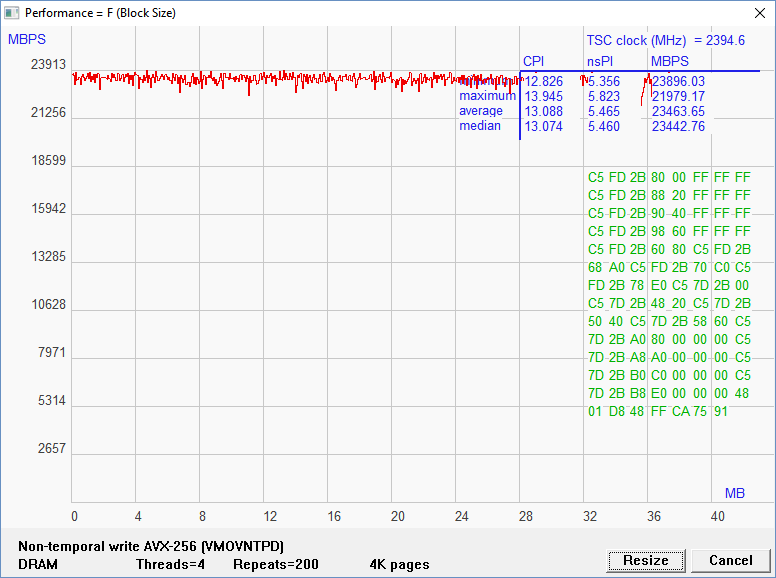 Performance = F (Block Size)
MBPS
TSC clock (MHz) = 2394.6
CPI nsPI MBPS
12.826 5.356 23896.03
maximum 13.945 5.823 21979.17
average 13.088 5.465 23463.65
median 13.074 5.460 23442.76
23913
21256
18599
15942
13285
10628
7971
5314
2657
C5 FD 2B 80 00 FF FF FF
C5 FD 2B 88 20 FF FF FF
C5 FD 2B 90 40 FF FF FF
C5 FD 2B 98 60 FF FF FF
C5 FD 2B 60 80 C5 FD 2B
68 A0 C5 FD 2B 70 C0 C5
FD 2B 78 E0 C5 7D 2B 00
C5 7D 2B 48 20 C5 7D 2B
50 40 C5 7D 2B 58 60 C5
7D 2B A0 80 00 00 00 C5
7D 2B A8 A0 00 00 00 C5
7D 2B B0 C0 00 00 00 C5
7D 2B B8 E0 00 00 00 48
01 D8 48 FF CA 75 91
MB
0 4 8 12 16 20 24 28 32 36 40
Non-temporal write AVX-256 (VMOVNTPD)
DRAM Threads=4 Repeats=200 4K pages
Resize Cancel